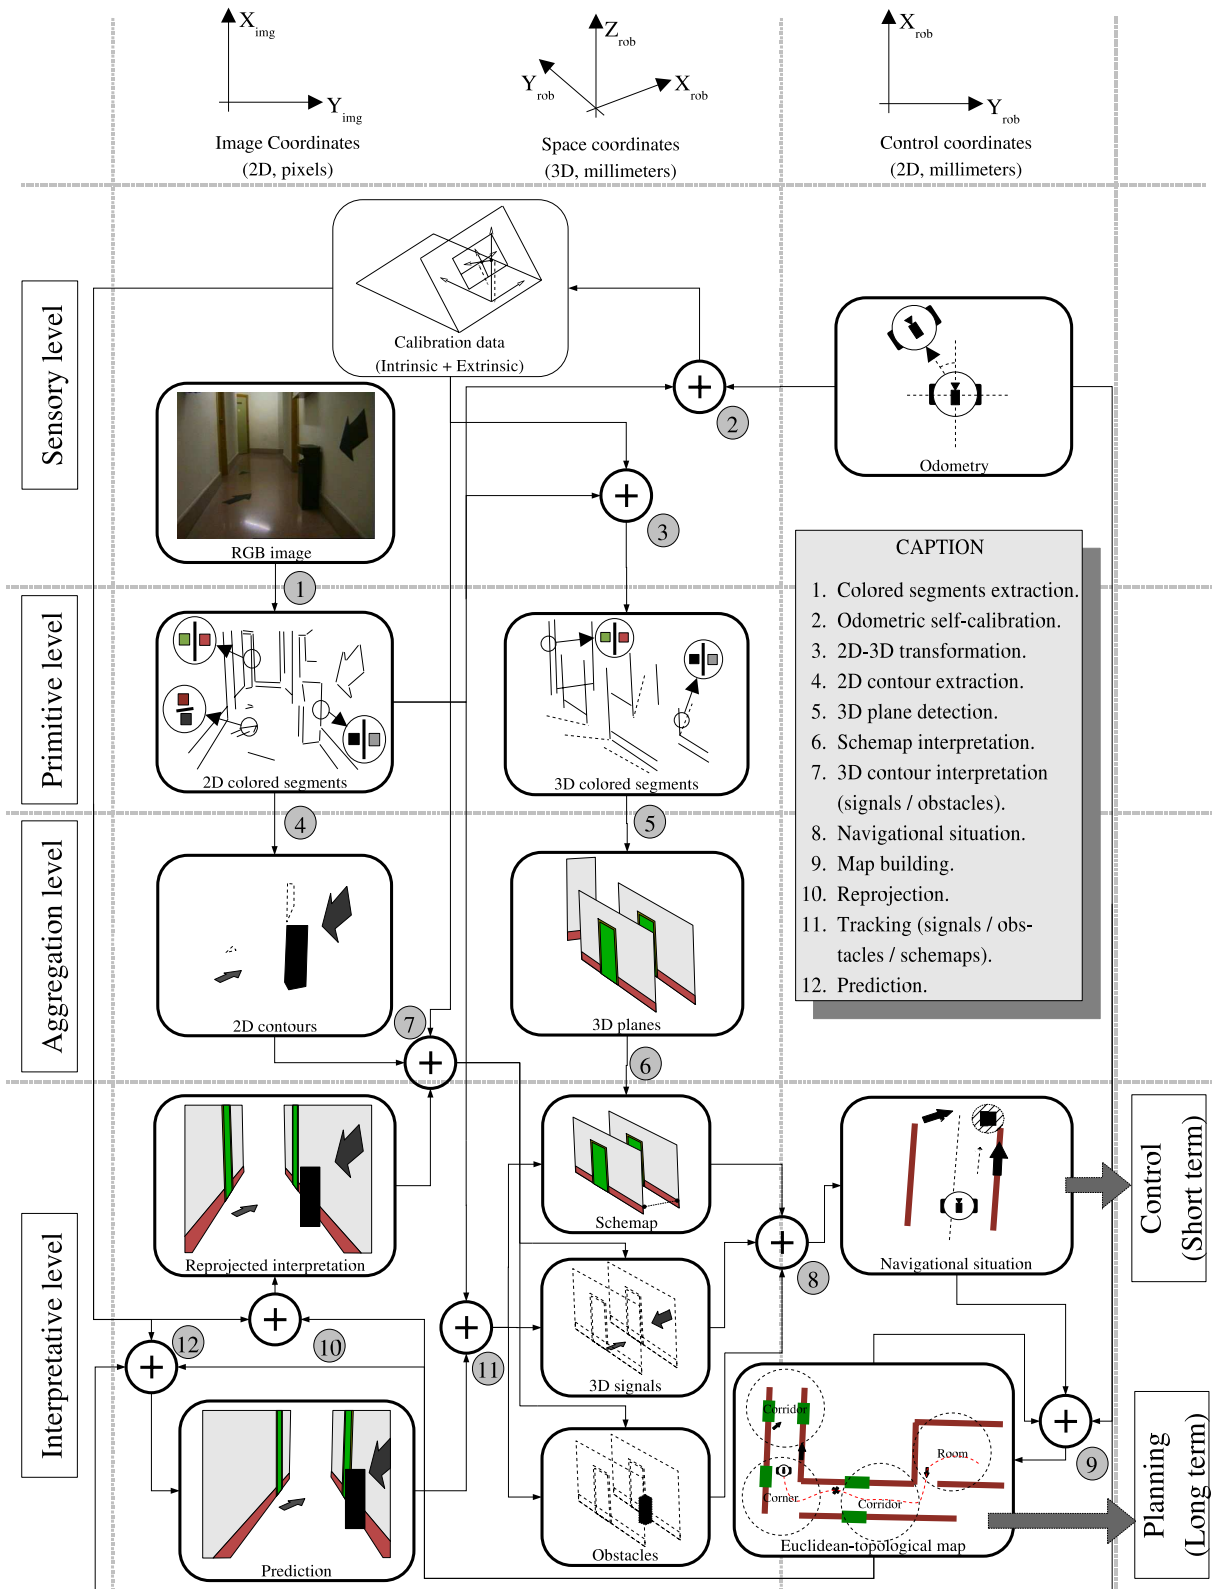 X img
Y img
Image Coordinates
(2D, pixels)
Z rob
Y rob
X rob
Space coordinates
(3D, millimeters)
X rob
Y rob
Control coordinates
(2D, millimeters)
Sensory level
Calibration data
(Intrinsic + Extrinsic)
2
Odometry
RGB image
3
1
CAPTION
1. Colored segments extraction.
2. Odometric self-calibration.
3. 2D-3D transformation.
4. 2D contour extraction.
5. 3D plane detection.
6. Schemap interpretation.
7. 3D contour interpretation
(signals / obstacles).
8. Navigational situation.
9. Map building.
10. Reprojection.
11. Tracking (signals / obs-
tacles / schemaps).
12. Prediction.
Primitive level
2D colored segments
3D colored segments
4
5
Aggregation level
2D contours
7
3D planes
6
Interpretative level
Reprojected interpretation
Schemap
8
Navigational situation
Control
(Short term)
12
10
11
3D signals
Prediction
Obstacles
Corridor
Room
Corner
Corridor
Euclidean-topological map
9
Planning
(Long term)